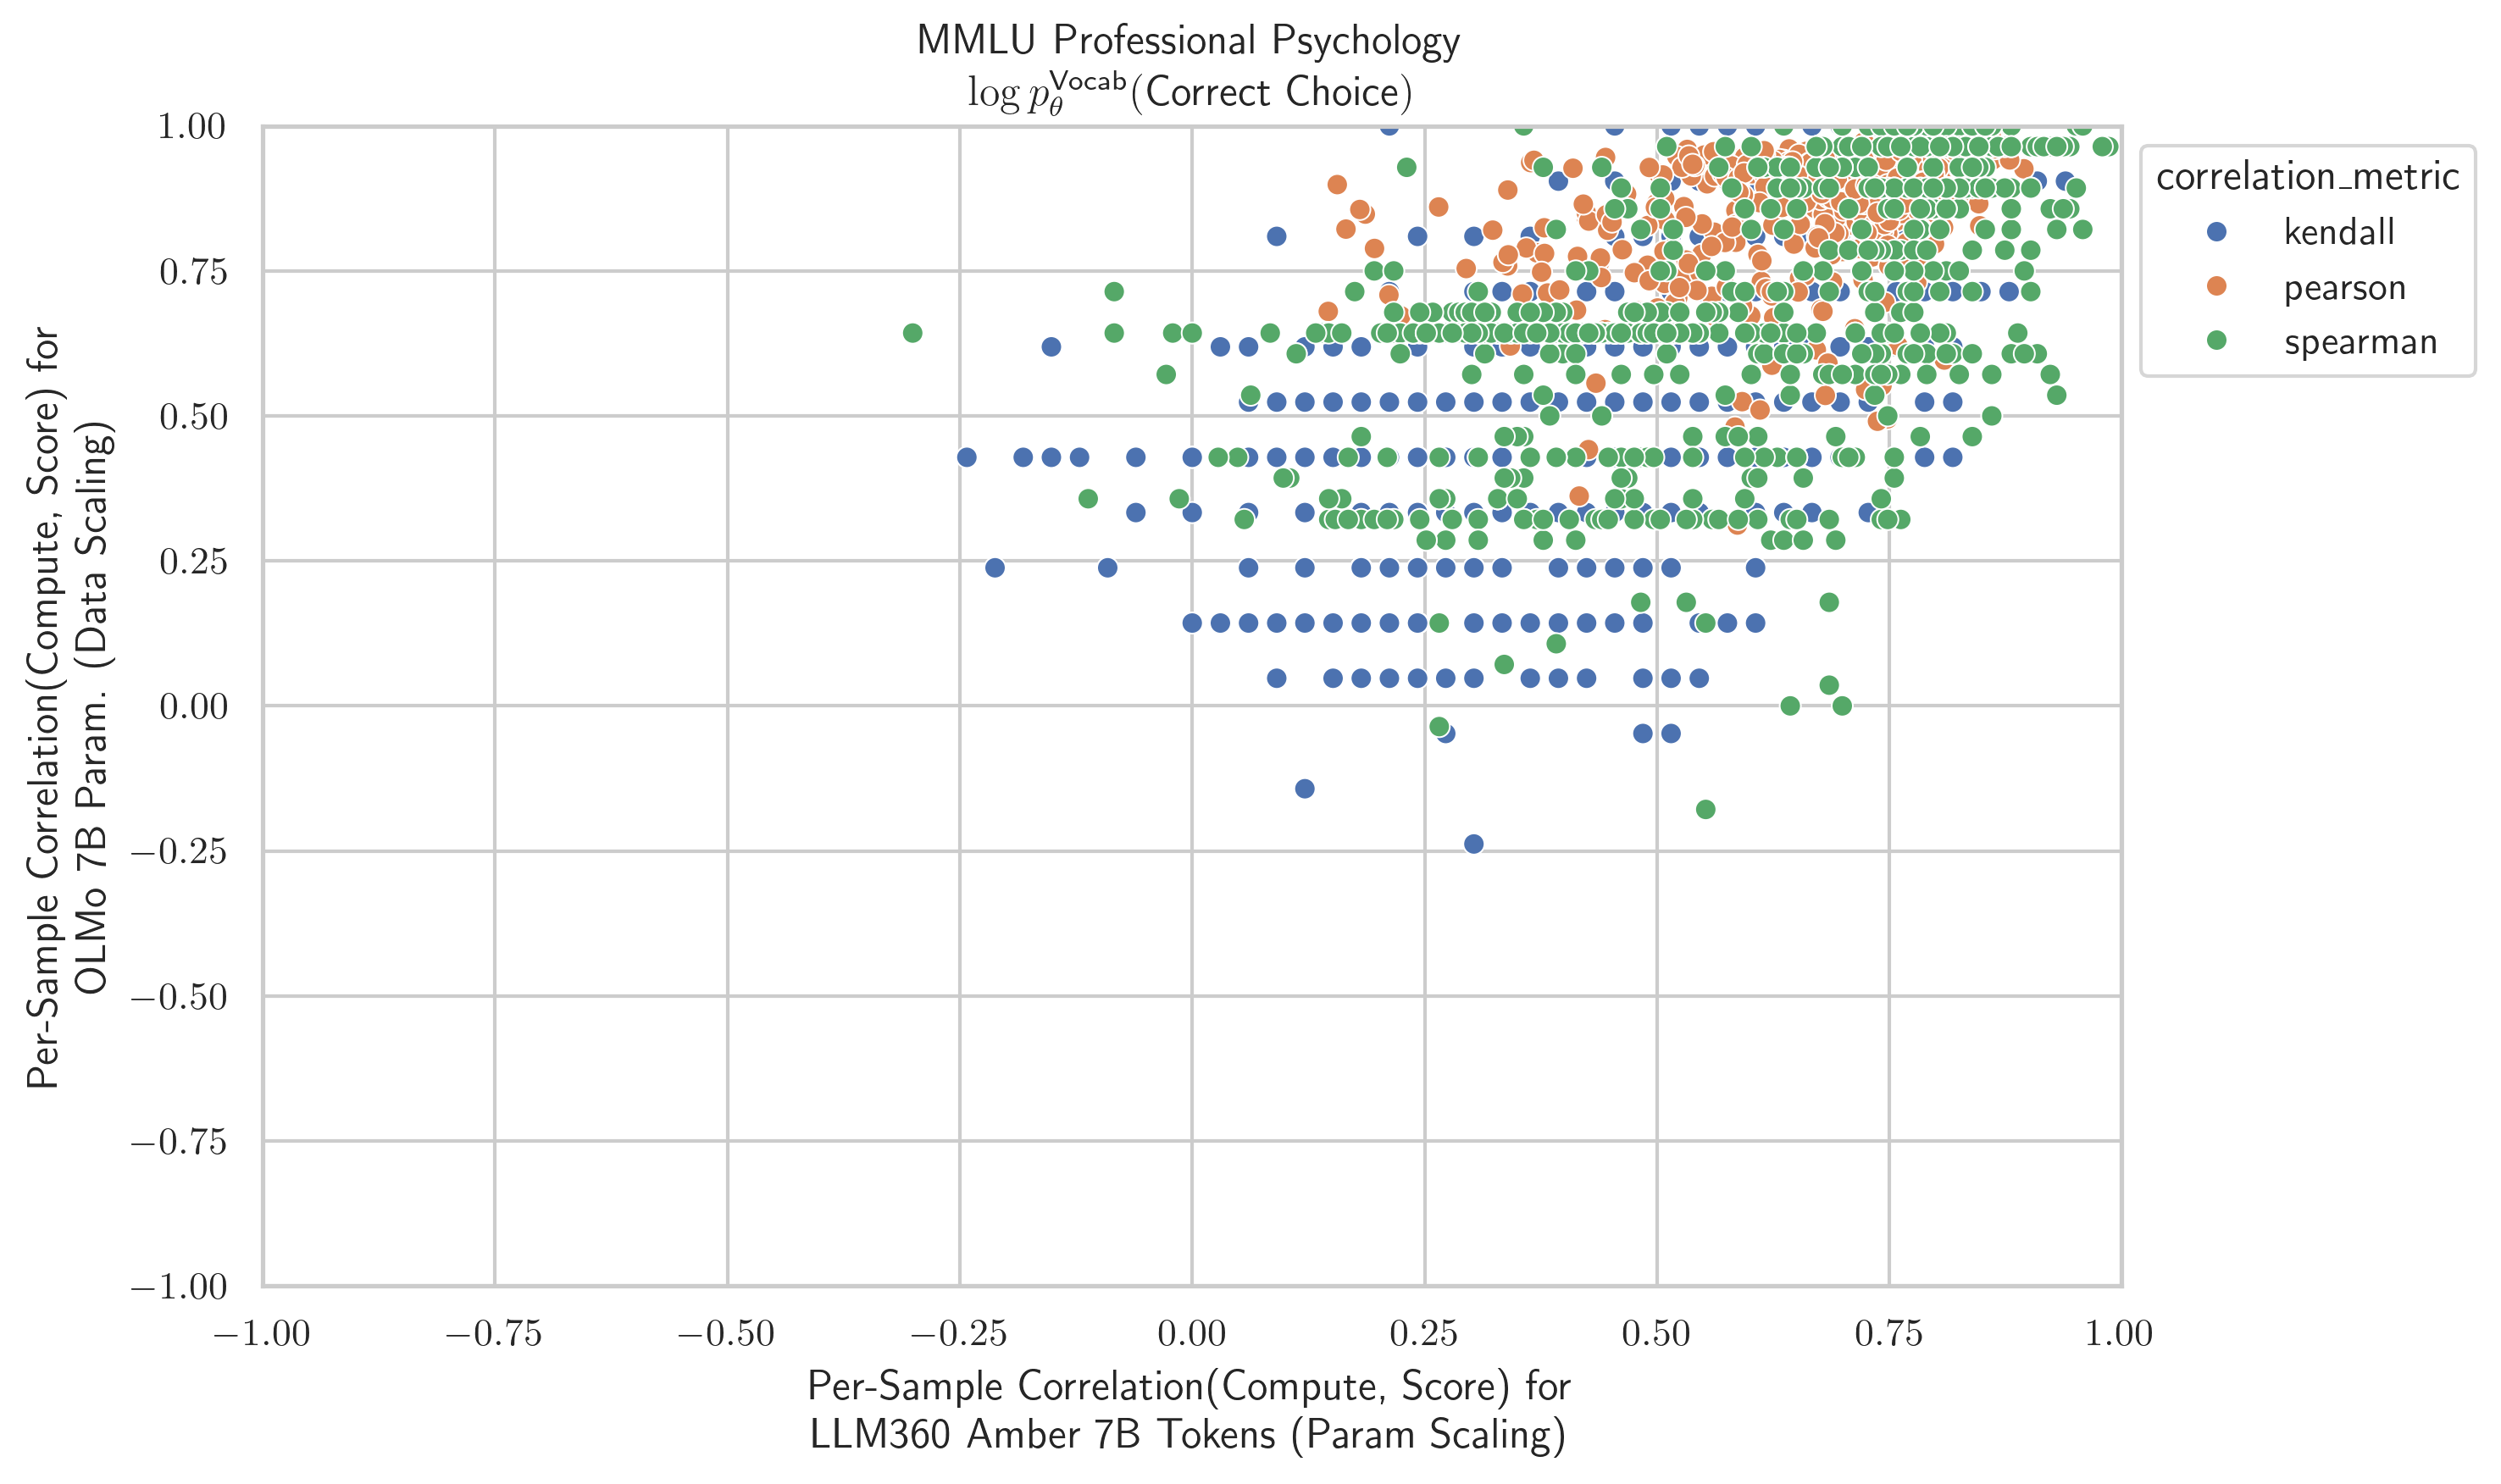 MMLU Professional Psychology
log p_θ^Vocab(Correct Choice)
Per-Sample Correlation(Compute, Score) for
OLMo 7B Param. (Data Scaling)
1.00
0.75
0.50
0.25
0.00
−0.25
−0.50
−0.75
−1.00
−1.00 −0.75 −0.50 −0.25 0.00 0.25 0.50 0.75 1.00
Per-Sample Correlation(Compute, Score) for
LLM360 Amber 7B Tokens (Param Scaling)
correlation_metric
kendall
pearson
spearman